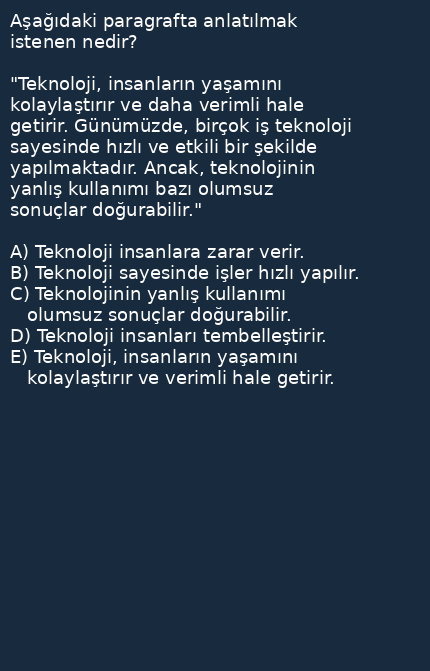 Aşağıdaki paragrafta anlatılmak
istenen nedir?
"Teknoloji, insanların yaşamını
kolaylaştırır ve daha verimli hale
getirir. Günümüzde, birçok iş teknoloji
sayesinde hızlı ve etkili bir şekilde
yapılmaktadır. Ancak, teknolojinin
yanlış kullanımı bazı olumsuz
sonuçlar doğurabilir."
A) Teknoloji insanlara zarar verir.
B) Teknoloji sayesinde işler hızlı yapılır.
C) Teknolojinin yanlış kullanımı
olumsuz sonuçlar doğurabilir.
D) Teknoloji insanları tembelleştirir.
E) Teknoloji, insanların yaşamını
kolaylaştırır ve verimli hale getirir.